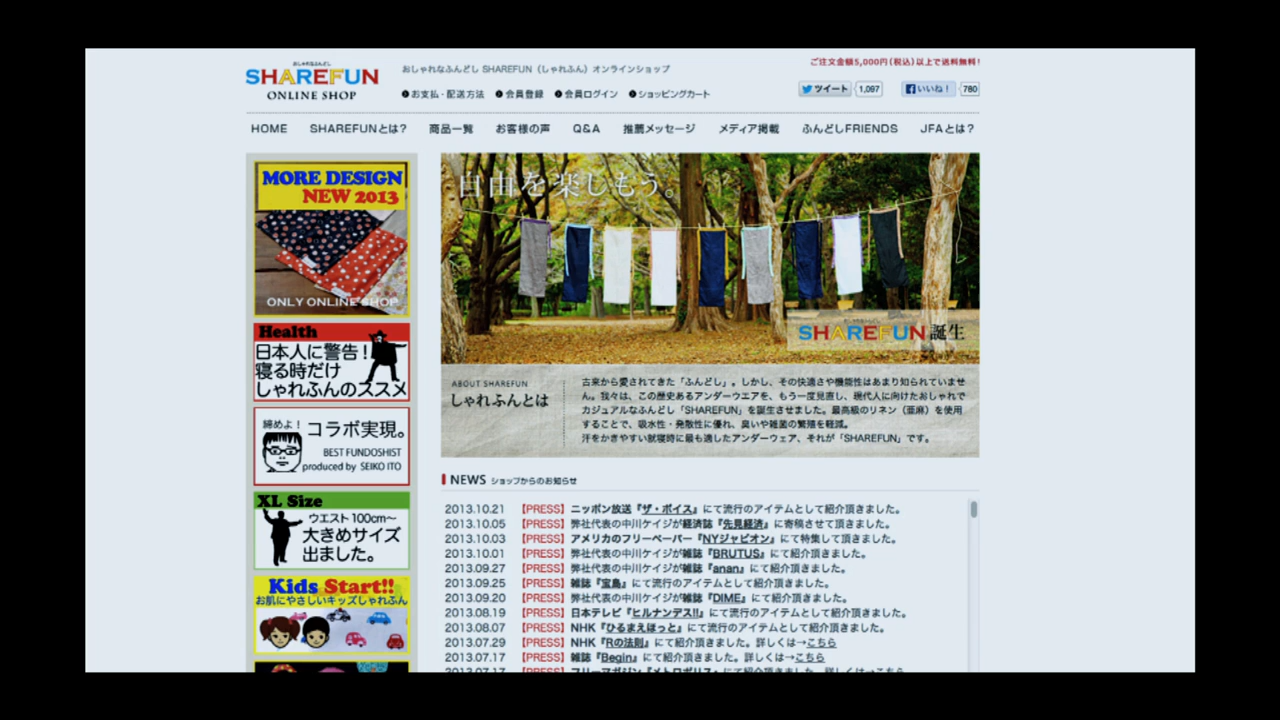 おしゃれなふんどし
SHAREFUN
ONLINE SHOP
おしゃれなふんどし SHAREFUN（しゃれふん）オンラインショップ
お支払・配送方法 会員登録 会員ログイン ショッピングカート
ご注文金額5,000円(税込)以上で送料無料!
ツイート 1,097 いいね！ 780
HOME SHAREFUNとは? 商品一覧 お客様の声 Q&A 推薦メッセージ メディア掲載 ふんどしFRIENDS JFAとは？
MORE DESIGN
NEW 2013
ONLY ONLINE SHOP
Health
日本人に警告！
寝る時だけ
しゃれふんのススメ
締めよ！ コラボ実現。
BEST FUNDOSHIST
produced by SEIKO ITO
XL Size
ウエスト100cm〜
大きめサイズ
出ました。
Kids Start!!
お肌にやさしいキッズしゃれふん
自由を楽しもう。
SHAREFUN 誕生
ABOUT SHAREFUN
しゃれふんとは
古来から愛されてきた「ふんどし」。しかし、その快適さや機能性はあまり知られていませ
ん。我々は、この歴史あるアンダーウエアを、もう一度見直し、現代人に向けたおしゃれで
カジュアルなふんどし「SHAREFUN」を誕生させました。最高級のリネン（亜麻）を使用
することで、吸水性・発散性に優れ、臭いや雑菌の繁殖を軽減。
汗をかきやすい就寝時に最も適したアンダーウェア、それが「SHAREFUN」です。
NEWS ショップからのお知らせ
2013.10.21 【PRESS】ニッポン放送『ザ・ボイス』にて流行のアイテムとして紹介頂きました。
2013.10.05 【PRESS】弊社代表の中川ケイジが経済誌『先見経済』に寄稿させて頂きました。
2013.10.03 【PRESS】アメリカのフリーペーパー『NYジャピオン』にて特集して頂きました。
2013.10.01 【PRESS】弊社代表の中川ケイジが雑誌『BRUTUS』にて紹介頂きました。
2013.09.27 【PRESS】弊社代表の中川ケイジが雑誌『anan』にて紹介頂きました。
2013.09.25 【PRESS】雑誌『宝島』にて流行のアイテムとして紹介頂きました。
2013.09.20 【PRESS】弊社代表の中川ケイジが雑誌『DIME』にて紹介頂きました。
2013.08.19 【PRESS】日本テレビ『ヒルナンデス!!』にて流行のアイテムとして紹介頂きました。
2013.08.07 【PRESS】NHK『ひるまえほっと』にて流行のアイテムとして紹介頂きました。
2013.07.29 【PRESS】NHK『Rの法則』にて紹介頂きました。詳しくは→こちら
2013.07.17 【PRESS】雑誌『Begin』にて紹介頂きました。詳しくは→こちら
2013.07.17 【PRESS】フリーマガジン『メトロポリス』にて紹介頂きました。詳しくは→こちら